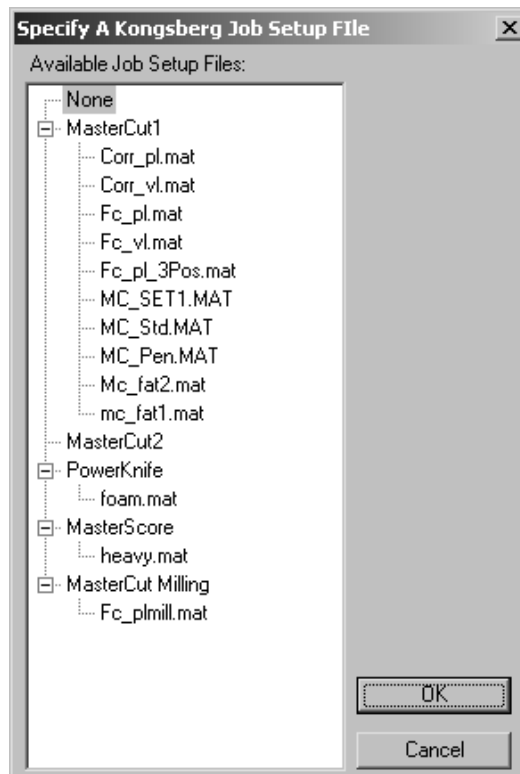 Specify A Kongsberg Job Setup FIle
Available Job Setup Files:
None
MasterCut1
Corr_pl.mat
Corr_vl.mat
Fc_pl.mat
Fc_vl.mat
Fc_pl_3Pos.mat
MC_SET1.MAT
MC_Std.MAT
MC_Pen.MAT
Mc_fat2.mat
mc_fat1.mat
MasterCut2
PowerKnife
foam.mat
MasterScore
heavy.mat
MasterCut Milling
Fc_plmill.mat
OK
Cancel